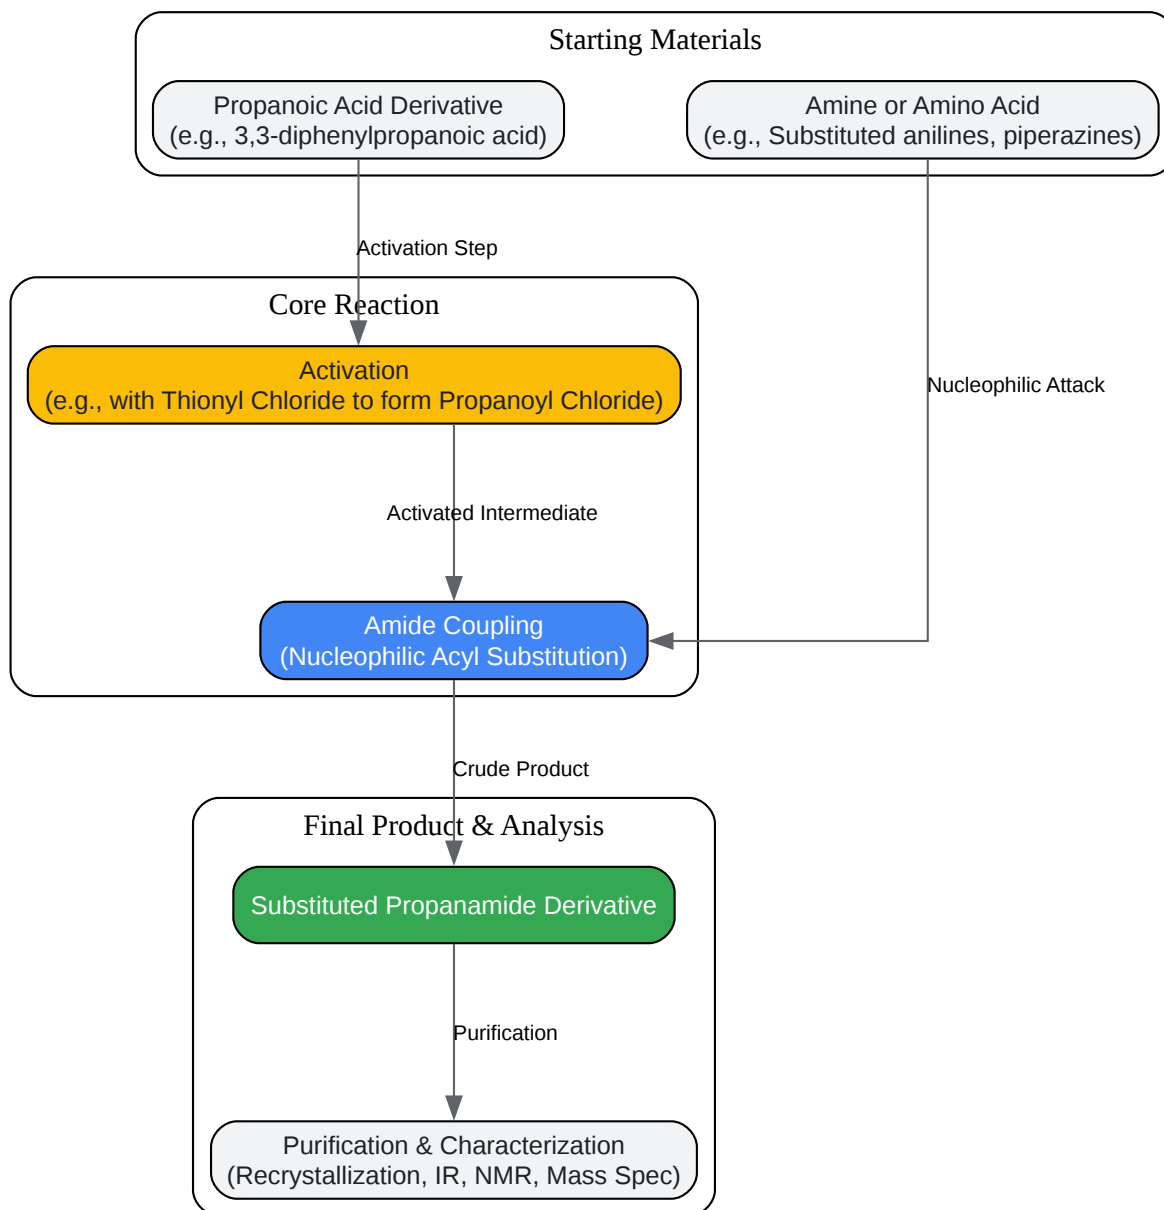 Starting Materials
Propanoic Acid Derivative
(e.g., 3,3-diphenylpropanoic acid)
Amine or Amino Acid
(e.g., Substituted anilines, piperazines)
Activation Step
Core Reaction
Activation
(e.g., with Thionyl Chloride to form Propanoyl Chloride)
Nucleophilic Attack
Activated Intermediate
Amide Coupling
(Nucleophilic Acyl Substitution)
Crude Product
Final Product & Analysis
Substituted Propanamide Derivative
Purification
Purification & Characterization
(Recrystallization, IR, NMR, Mass Spec)